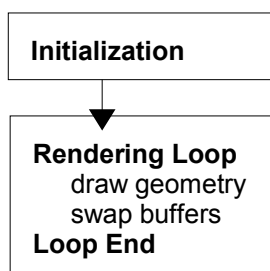 Initialization
Rendering Loop
draw geometry
swap buffers
Loop End